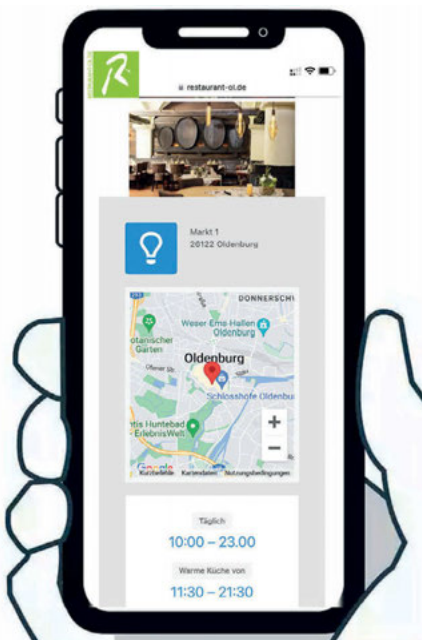 restaurant-ol.de
Markt 1
20122 Oldenburg
DONNERSCHW
Weser-Ems-Hallen
Oldenburg
Botanischer
Garten
Oldenburg
Schlosshöfe Oldenbu
Huntebad
ErlebnisWelt
Google
Kurzbefehle Kartendaten Nutzungsbedingungen
Täglich
10:00 – 23.00
Warme Küche von
11:30 – 21:30